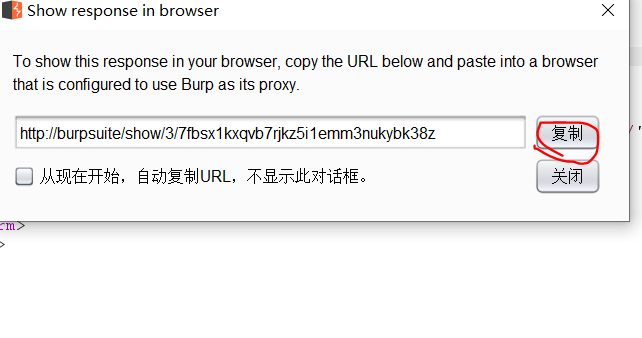 Show response in browser
To show this response in your browser, copy the URL below and paste into a browser
that is configured to use Burp as its proxy.
http://burpsuite/show/3/7fbsx1kxqvb7rjkz5i1emm3nukybk38z
复制
/'
从现在开始，自动复制URL，不显示此对话框。
关闭
rm>
>